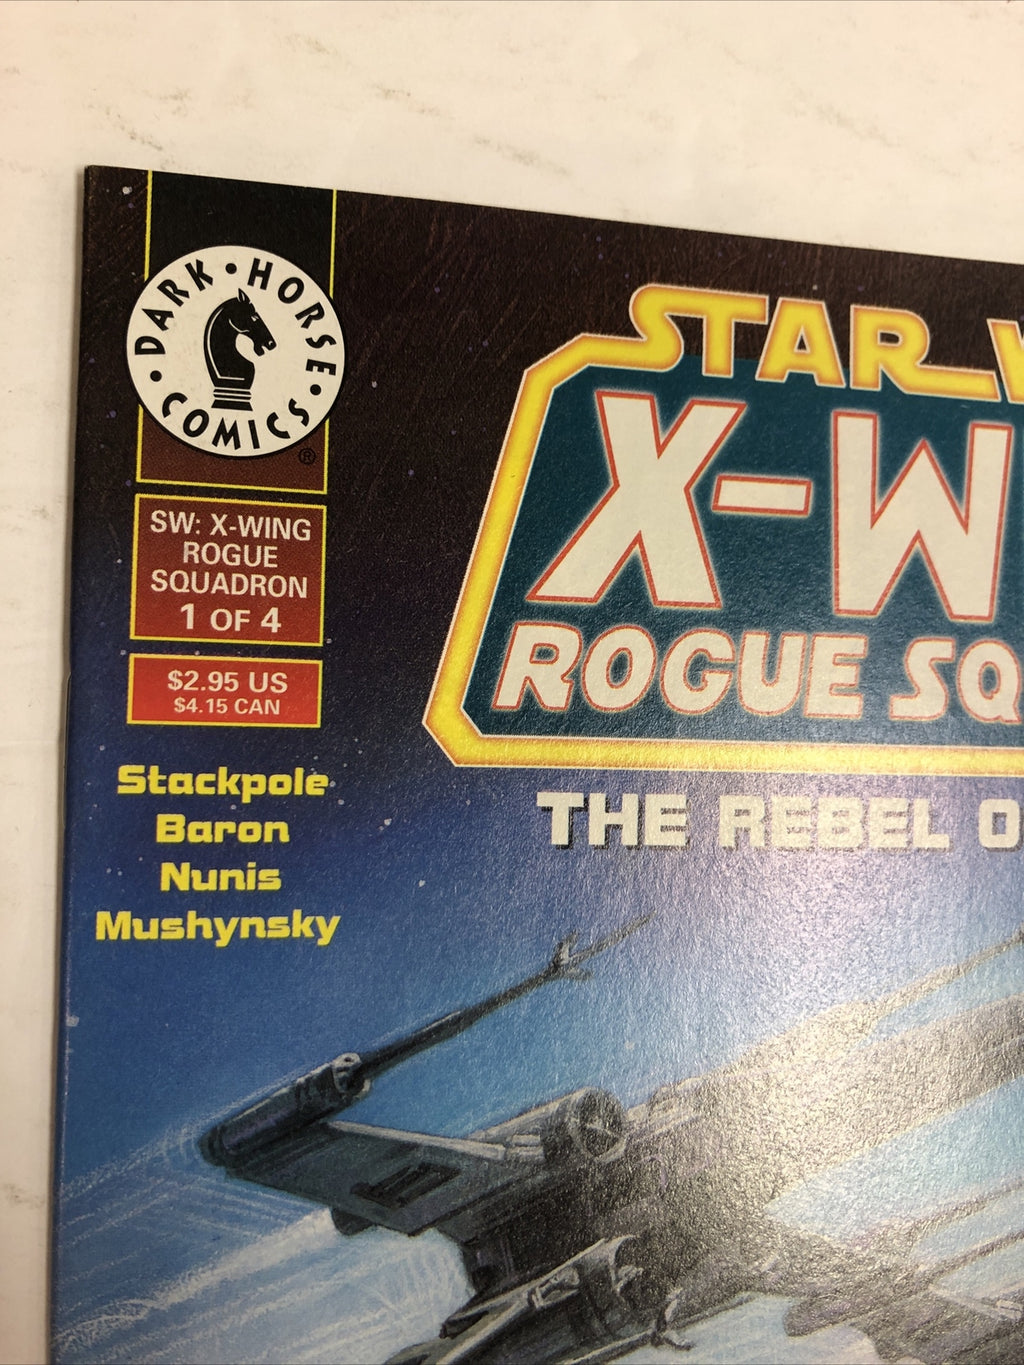 DARK • HORSE • COMICS •
®
SW: X-WING
ROGUE
SQUADRON
1 OF 4
$2.95 US
$4.15 CAN
Stackpole
Baron
Nunis
Mushynsky
STAR W
X-W
ROGUE SQ
THE REBEL O